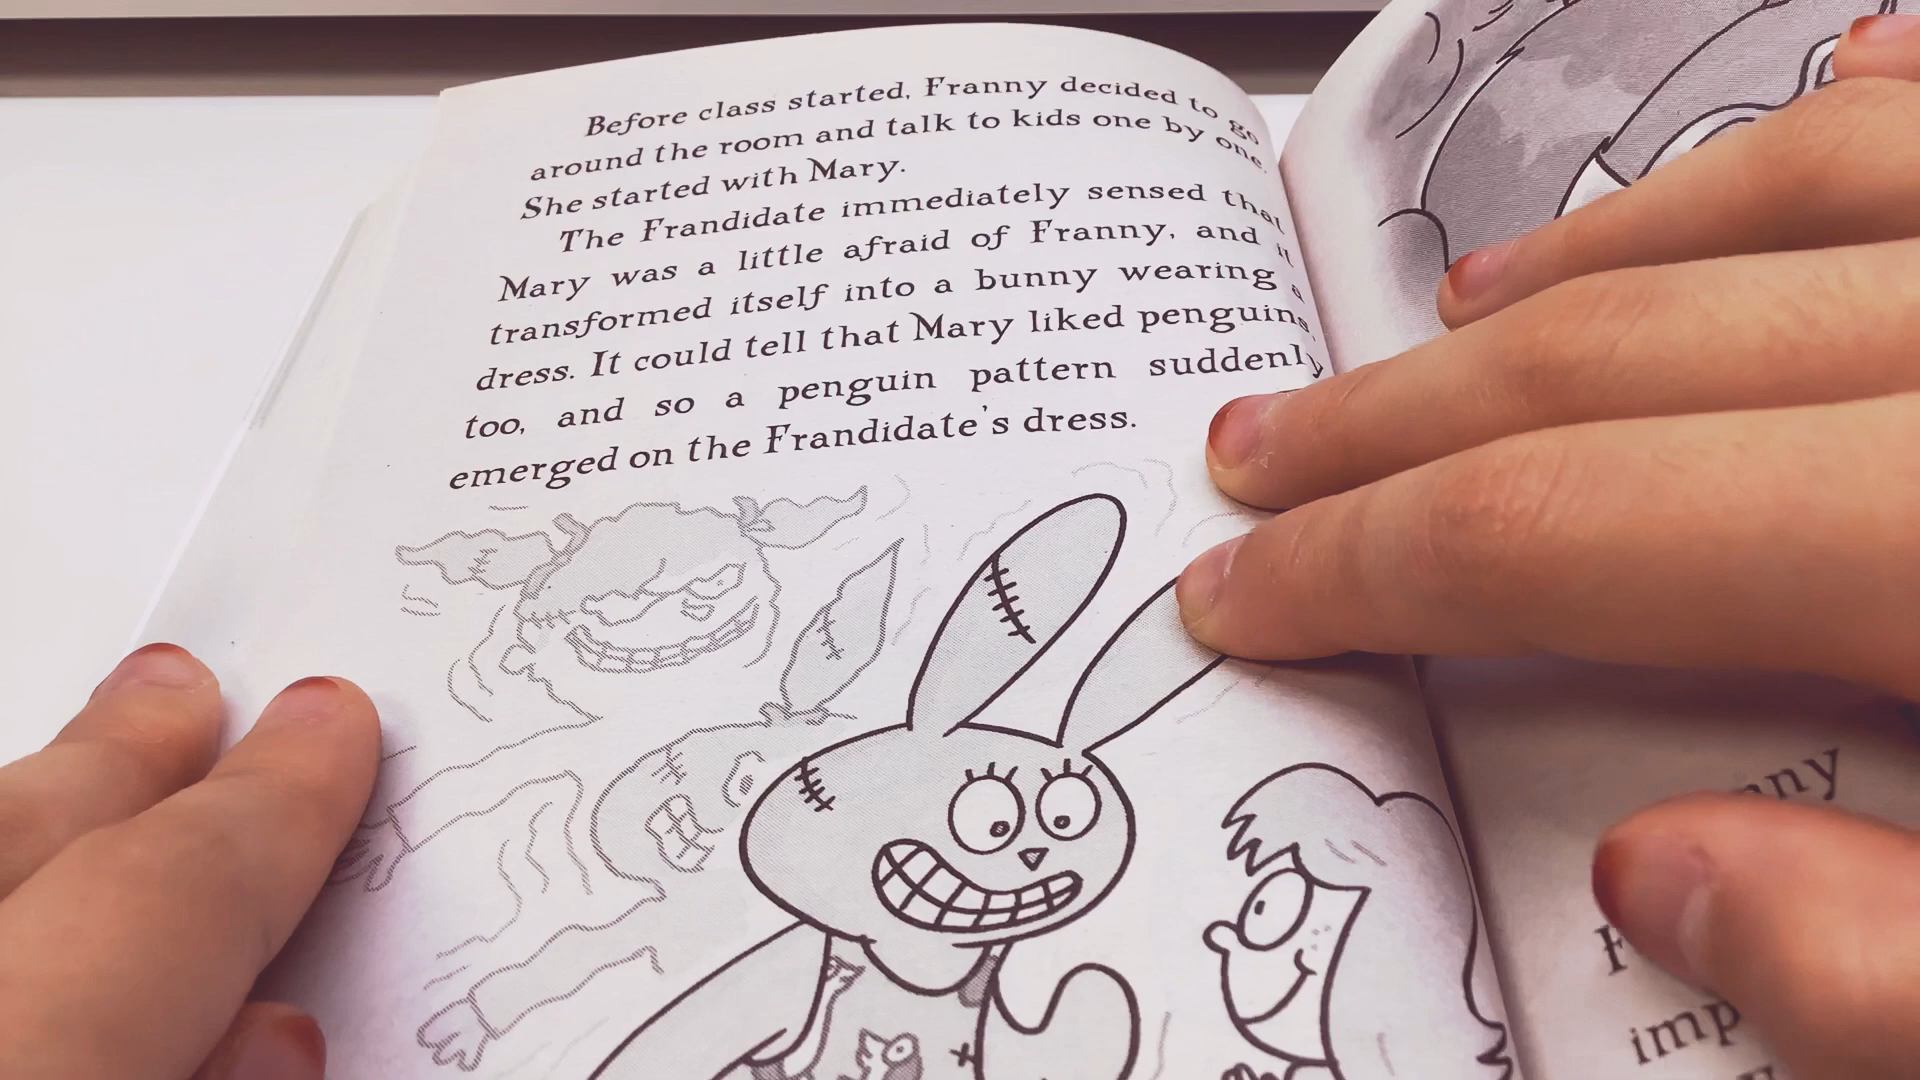 Before class started, Franny decided to go
around the room and talk to kids one by one.
She started with Mary.
The Frandidate immediately sensed that
Mary was a little afraid of Franny, and it
transformed itself into a bunny wearing a
dress. It could tell that Mary liked penguins,
too, and so a penguin pattern suddenly
emerged on the Frandidate's dress.